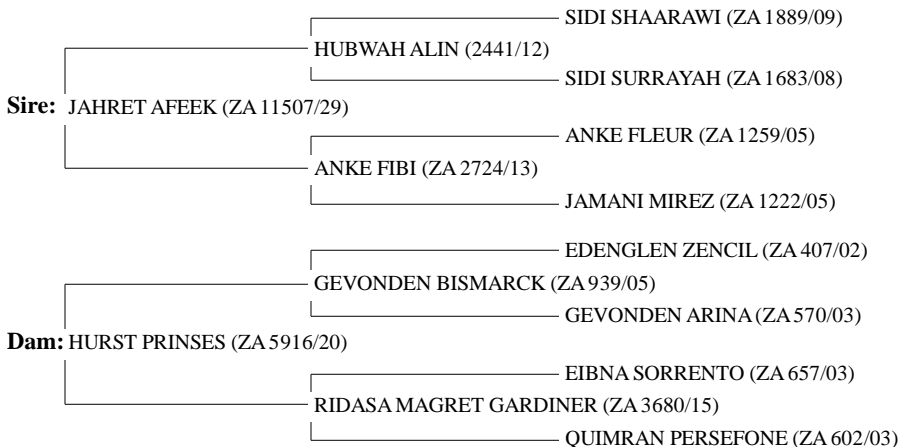 SIDI SHAARAWI (ZA 1889/09)
HUBWAH ALIN (2441/12)
SIDI SURRAYAH (ZA 1683/08)
Sire: JAHRET AFEEK (ZA 11507/29)
ANKE FLEUR (ZA 1259/05)
ANKE FIBI (ZA 2724/13)
JAMANI MIREZ (ZA 1222/05)
EDENGLEN ZENCIL (ZA 407/02)
GEVONDEN BISMARCK (ZA 939/05)
GEVONDEN ARINA (ZA 570/03)
Dam: HURST PRINSES (ZA 5916/20)
EIBNA SORRENTO (ZA 657/03)
RIDASA MAGRET GARDINER (ZA 3680/15)
QUIMRAN PERSEFONE (ZA 602/03)